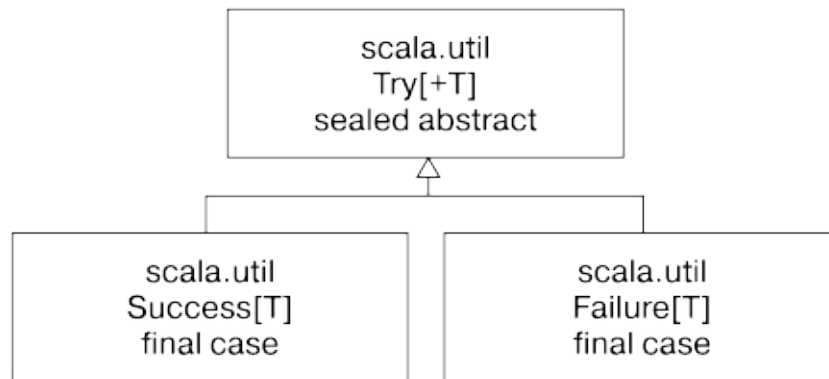 scala.util
Try[+T]
sealed abstract
scala.util
Success[T]
final case
scala.util
Failure[T]
final case